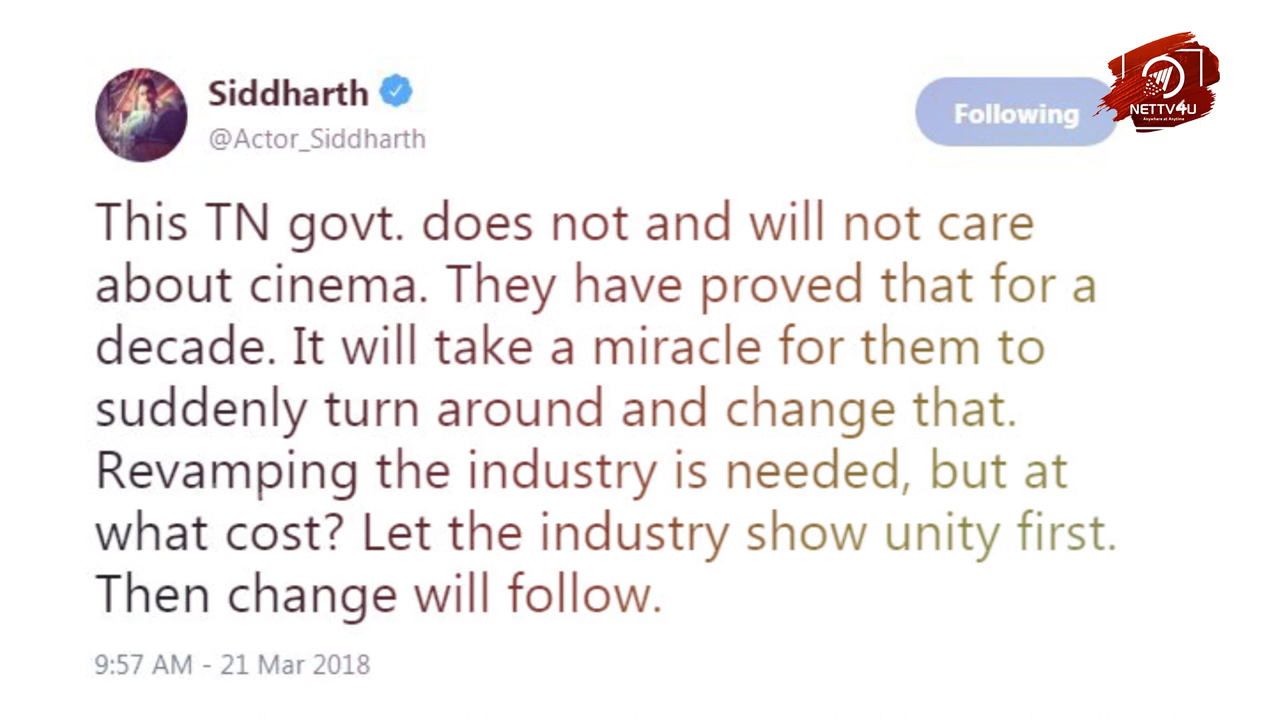 Siddharth
@Actor_Siddharth
Following
NETTV4U
Anywhere at Anytime
This TN govt. does not and will not care
about cinema. They have proved that for a
decade. It will take a miracle for them to
suddenly turn around and change that.
Revamping the industry is needed, but at
what cost? Let the industry show unity first.
Then change will follow.
9:57 AM - 21 Mar 2018